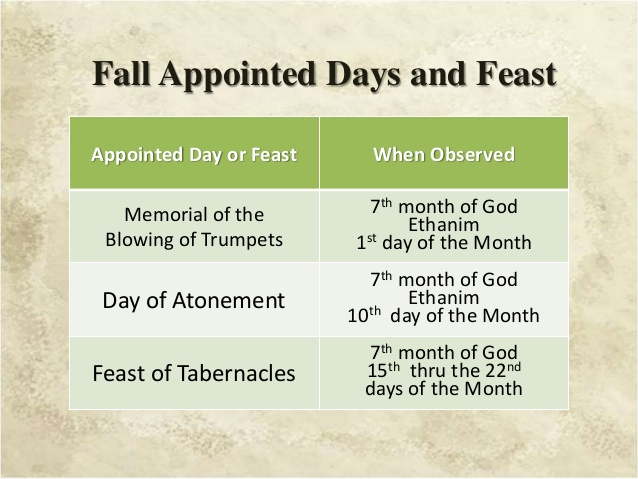 Fall Appointed Days and Feast
Appointed Day or Feast
When Observed
Memorial of the
Blowing of Trumpets
7th month of God
Ethanim
1st day of the Month
Day of Atonement
7th month of God
Ethanim
10th day of the Month
Feast of Tabernacles
7th month of God
15th thru the 22nd
days of the Month